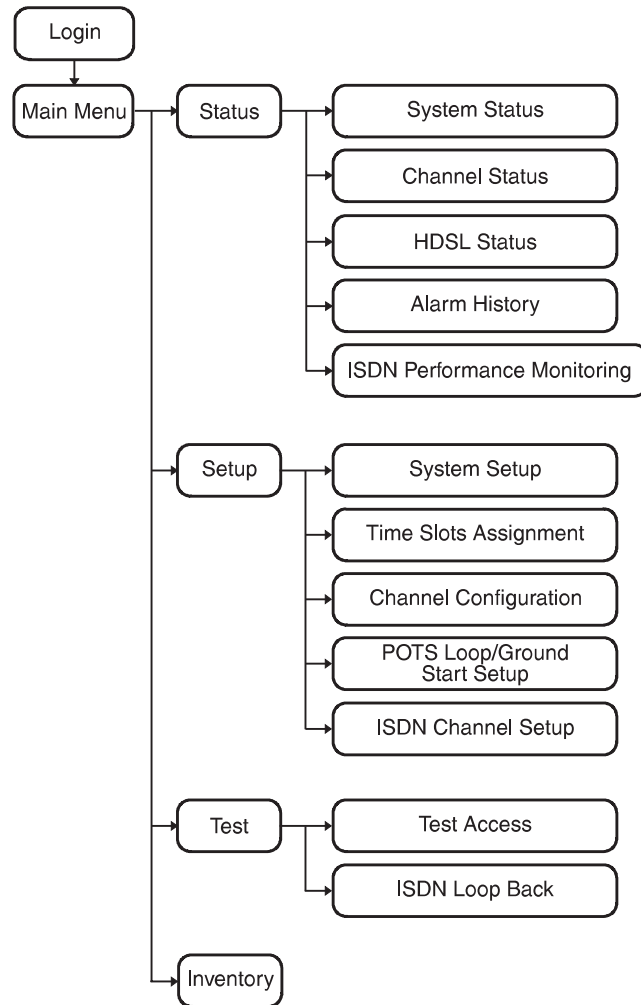 Login
Main Menu
Status
System Status
Channel Status
HDSL Status
Alarm History
ISDN Performance Monitoring
Setup
System Setup
Time Slots Assignment
Channel Configuration
POTS Loop/Ground
Start Setup
ISDN Channel Setup
Test
Test Access
ISDN Loop Back
Inventory